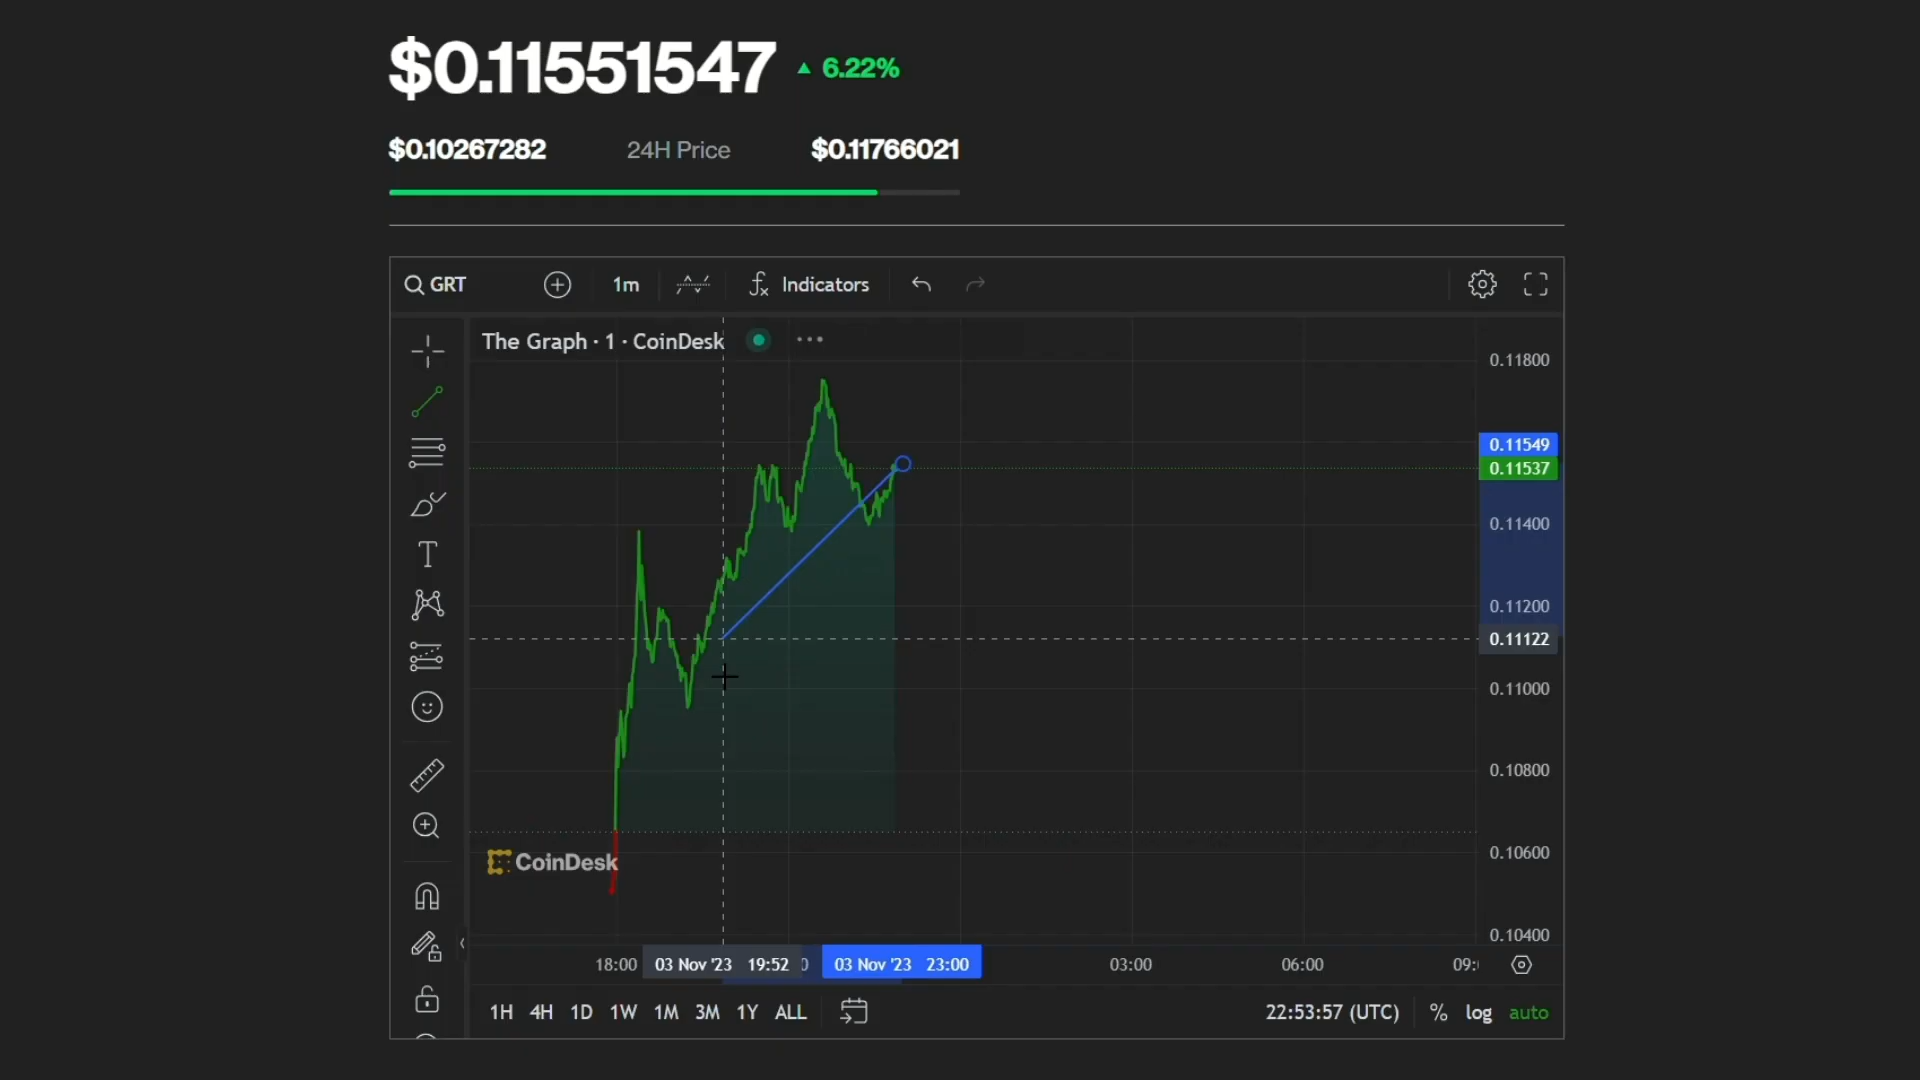 $0.11551547 ▲ 6.22%
$0.10267282 24H Price $0.11766021
GRT 1m fx Indicators
The Graph · 1 · CoinDesk
0.11800
0.11549
0.11537
0.11400
0.11200
0.11122
0.11000
0.10800
0.10600
0.10400
T
CoinDesk
18:00 03 Nov '23 19:52 0 03 Nov '23 23:00 03:00 06:00 09:
1H 4H 1D 1W 1M 3M 1Y ALL 22:53:57 (UTC) % log auto